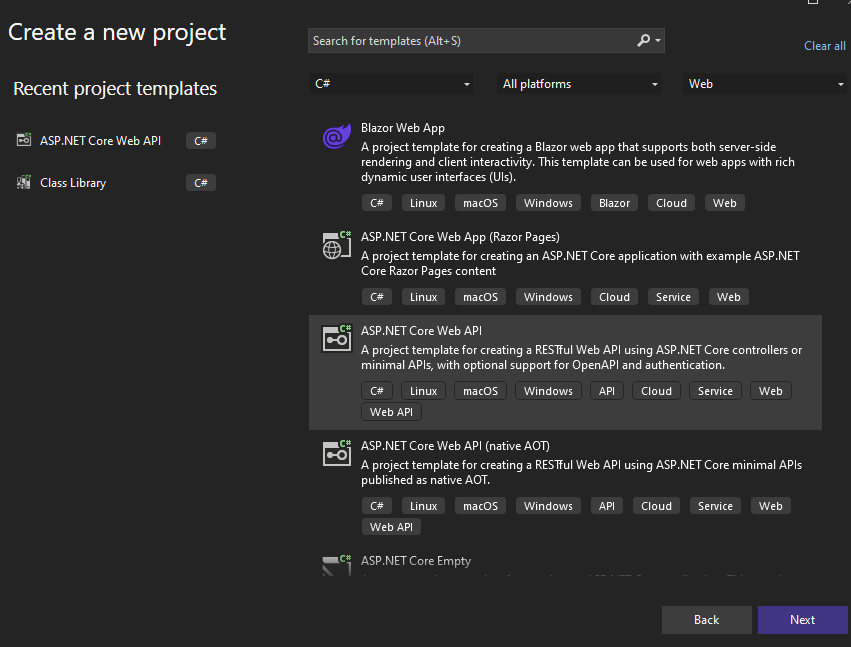 Create a new project
Search for templates (Alt+S)
Clear all
Recent project templates
C#
All platforms
Web
ASP.NET Core Web API
C#
Class Library
C#
Blazor Web App
A project template for creating a Blazor web app that supports both server-side
rendering and client interactivity. This template can be used for web apps with rich
dynamic user interfaces (UIs).
C# Linux macOS Windows Blazor Cloud Web
C#
ASP.NET Core Web App (Razor Pages)
A project template for creating an ASP.NET Core application with example ASP.NET
Core Razor Pages content
C# Linux macOS Windows Cloud Service Web
C#
ASP.NET Core Web API
A project template for creating a RESTful Web API using ASP.NET Core controllers or
minimal APIs, with optional support for OpenAPI and authentication.
C# Linux macOS Windows API Cloud Service Web
Web API
C#
ASP.NET Core Web API (native AOT)
A project template for creating a RESTful Web API using ASP.NET Core minimal APIs
published as native AOT.
C# Linux macOS Windows API Cloud Service Web
Web API
C#
ASP.NET Core Empty
Back
Next